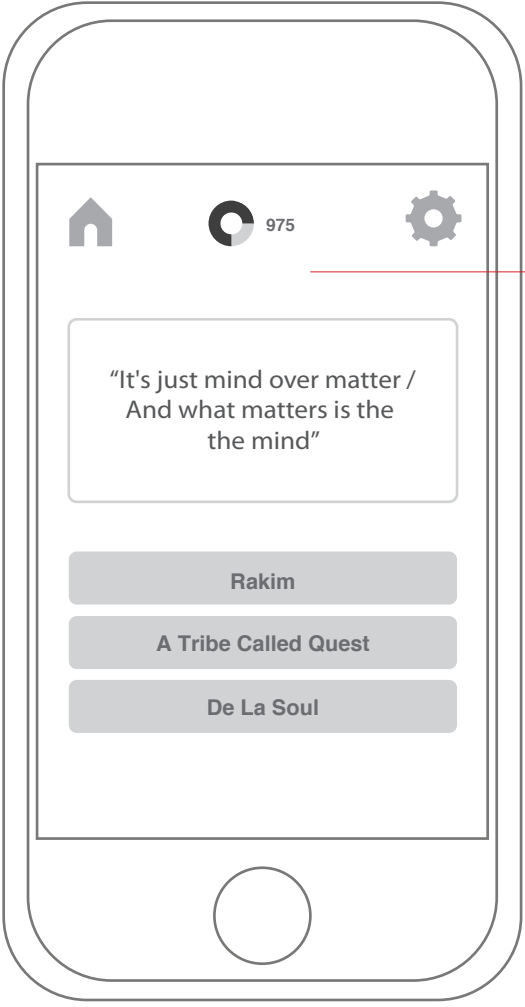 975
“It's just mind over matter /
And what matters is the
the mind”
Rakim
A Tribe Called Quest
De La Soul